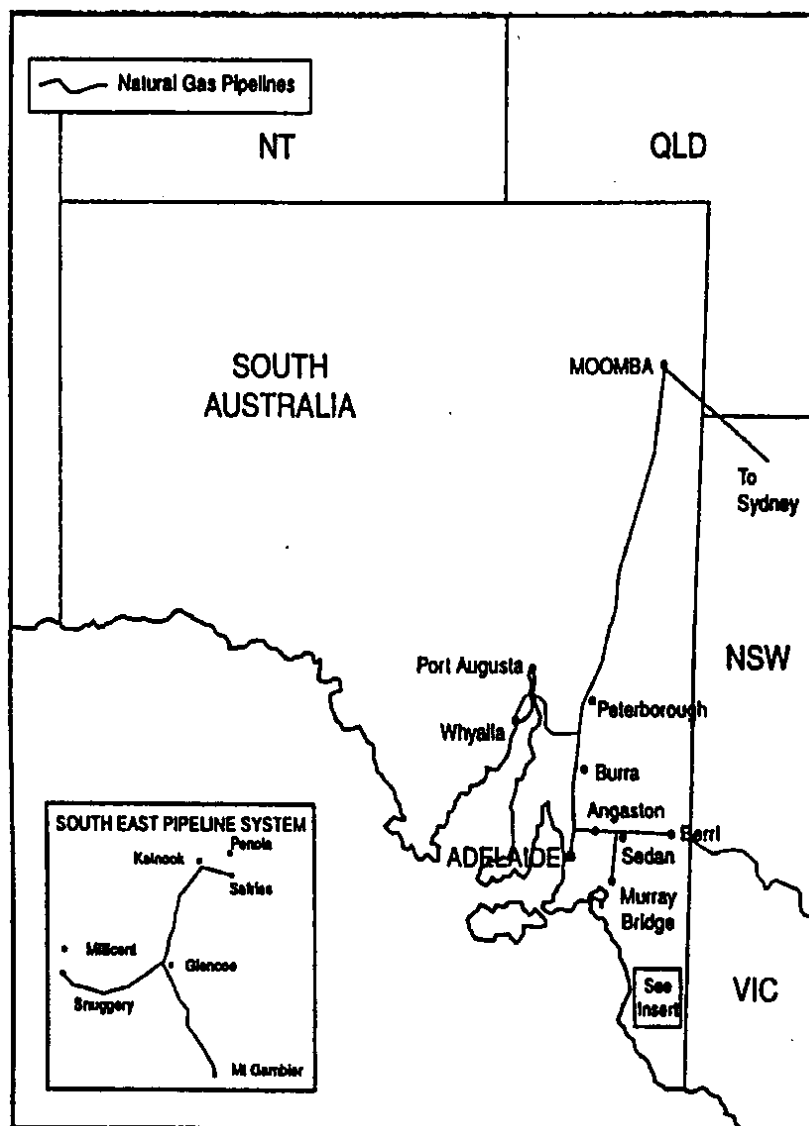 Natural Gas Pipelines
NT
QLD
SOUTH
AUSTRALIA
MOOMBA
To
Sydney
NSW
Port Augusta
Whyalla
Peterborough
Burra
Angaston
Berri
ADELAIDE
Sedan
Murray
Bridge
See
Insert
VIC
SOUTH EAST PIPELINE SYSTEM
Penola
Katnook
Safries
Millicent
Glencoe
Snuggery
Mt Gambier